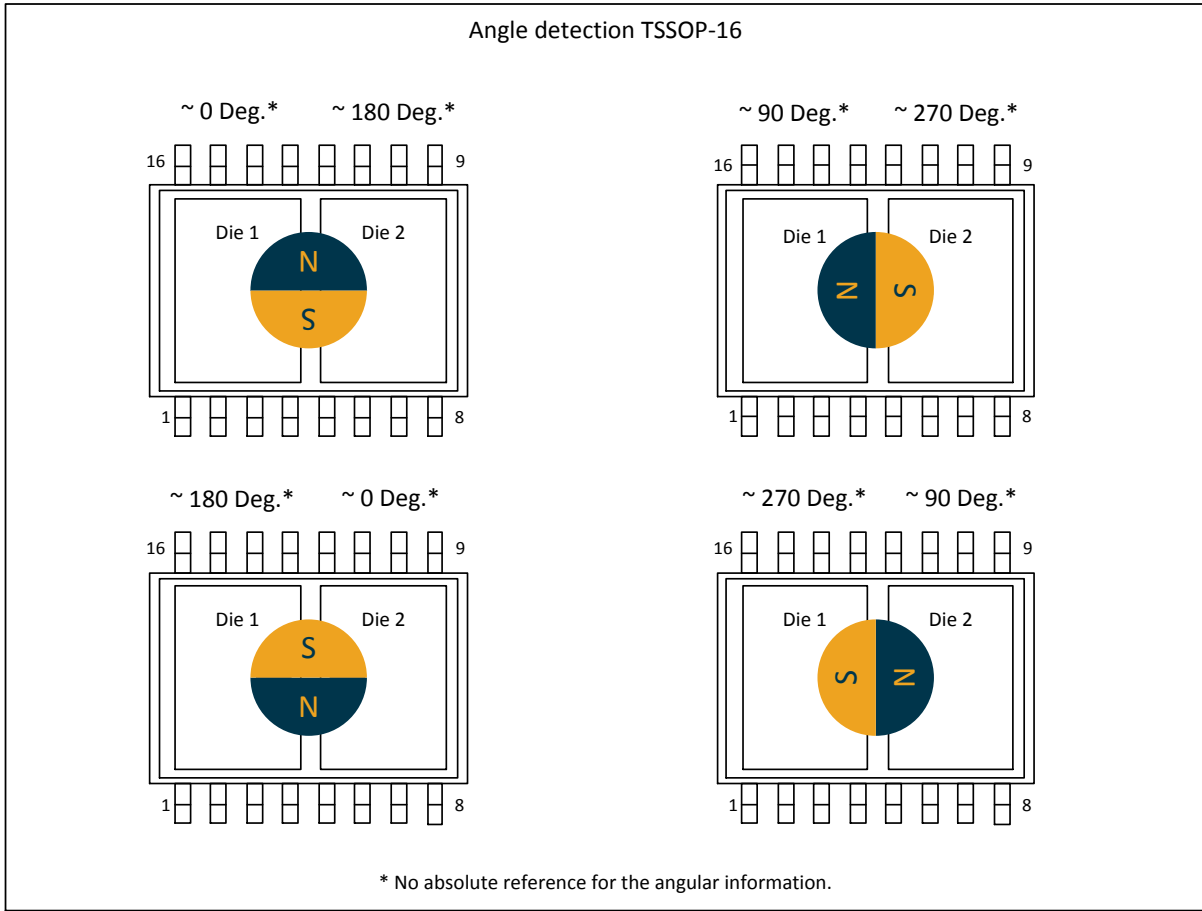 Angle detection TSSOP-16
~ 0 Deg.* ~ 180 Deg.*
16 9
Die 1 Die 2
N
S
1 8
~ 90 Deg.* ~ 270 Deg.*
16 9
Die 1 Die 2
N S
1 8
~ 180 Deg.* ~ 0 Deg.*
16 9
Die 1 Die 2
S
N
1 8
~ 270 Deg.* ~ 90 Deg.*
16 9
Die 1 Die 2
S N
1 8
* No absolute reference for the angular information.